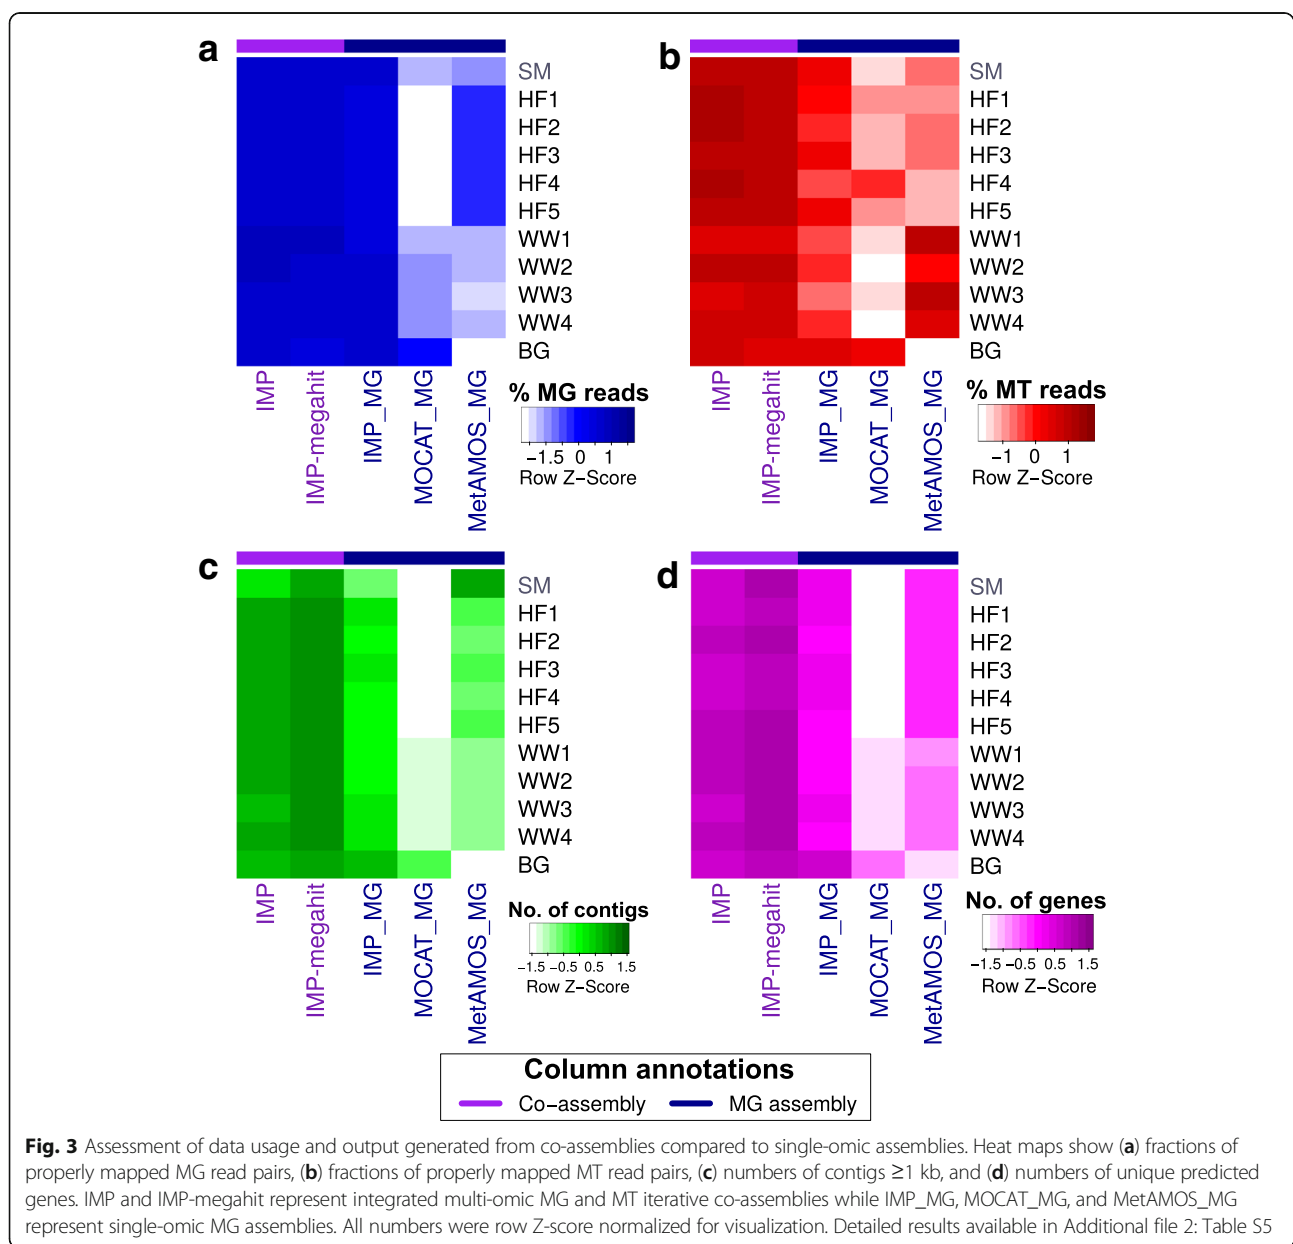 a
SM
HF1
HF2
HF3
HF4
HF5
WW1
WW2
WW3
WW4
BG
IMP
IMP-megahit
IMP_MG
MOCAT_MG
MetAMOS_MG
% MG reads
−1.5 0 1
Row Z−Score
b
SM
HF1
HF2
HF3
HF4
HF5
WW1
WW2
WW3
WW4
BG
IMP
IMP-megahit
IMP_MG
MOCAT_MG
MetAMOS_MG
% MT reads
−1 0 1
Row Z−Score
c
SM
HF1
HF2
HF3
HF4
HF5
WW1
WW2
WW3
WW4
BG
IMP
IMP-megahit
IMP_MG
MOCAT_MG
MetAMOS_MG
No. of contigs
−1.5 −0.5 0.5 1.5
Row Z−Score
d
SM
HF1
HF2
HF3
HF4
HF5
WW1
WW2
WW3
WW4
BG
IMP
IMP-megahit
IMP_MG
MOCAT_MG
MetAMOS_MG
No. of genes
−1.5 −0.5 0.5 1.5
Row Z−Score
Column annotations
Co−assembly MG assembly
Fig. 3 Assessment of data usage and output generated from co-assemblies compared to single-omic assemblies. Heat maps show (a) fractions of
properly mapped MG read pairs, (b) fractions of properly mapped MT read pairs, (c) numbers of contigs ≥1 kb, and (d) numbers of unique predicted
genes. IMP and IMP-megahit represent integrated multi-omic MG and MT iterative co-assemblies while IMP_MG, MOCAT_MG, and MetAMOS_MG
represent single-omic MG assemblies. All numbers were row Z-score normalized for visualization. Detailed results available in Additional file 2: Table S5